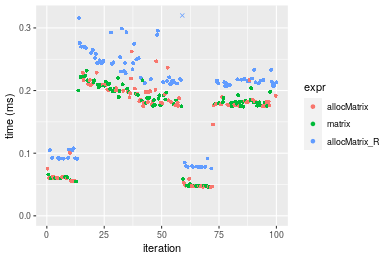 0.3
0.2
0.1
0.0
time (ms)
0
25
50
75
100
iteration
expr
allocMatrix
matrix
allocMatrix_R